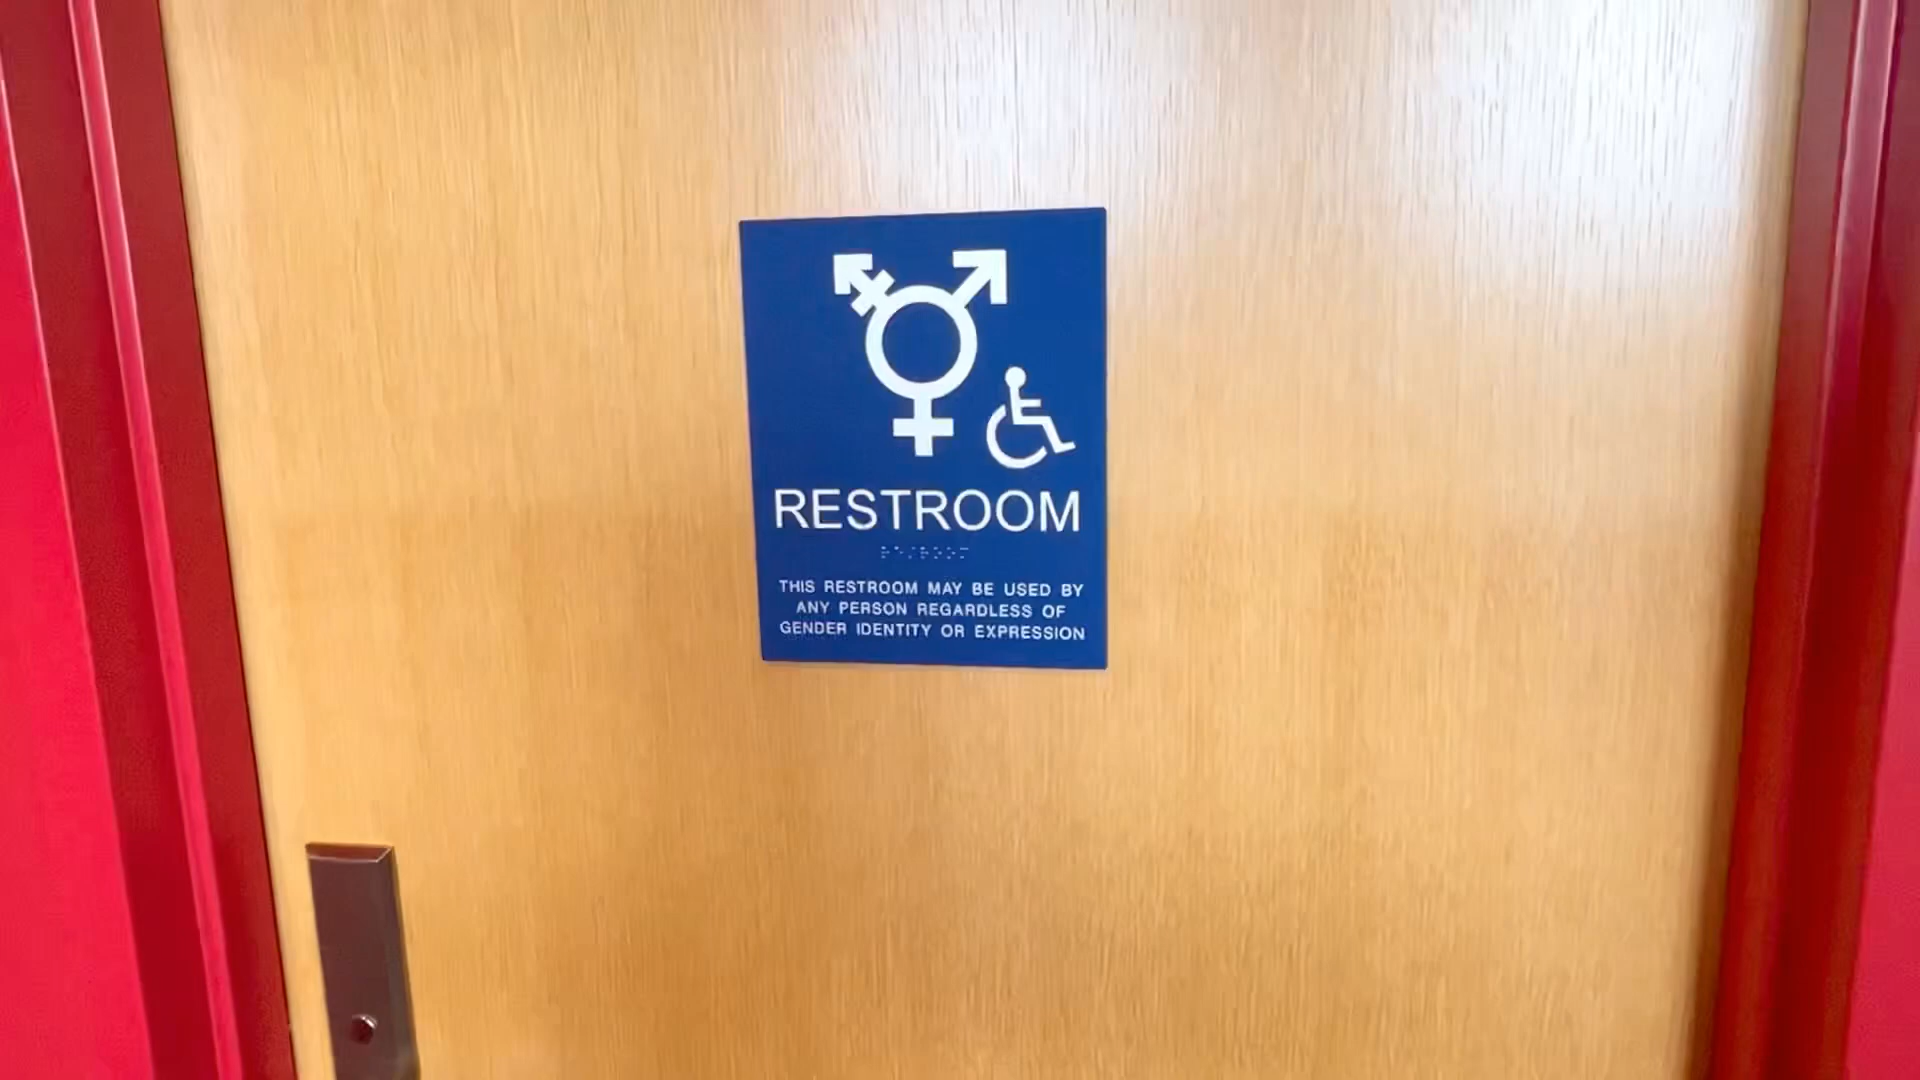 RESTROOM
THIS RESTROOM MAY BE USED BY
ANY PERSON REGARDLESS OF
GENDER IDENTITY OR EXPRESSION